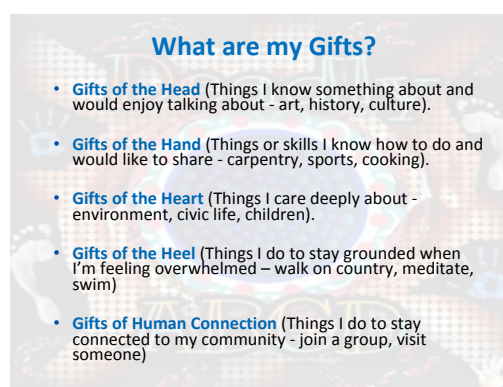 What are my Gifts?
• Gifts of the Head (Things I know something about and
would enjoy talking about - art, history, culture).
• Gifts of the Hand (Things or skills I know how to do and
would like to share - carpentry, sports, cooking).
• Gifts of the Heart (Things I care deeply about -
environment, civic life, children).
• Gifts of the Heel (Things I do to stay grounded when
I'm feeling overwhelmed – walk on country, meditate,
swim)
• Gifts of Human Connection (Things I do to stay
connected to my community - join a group, visit
someone)
ABCD